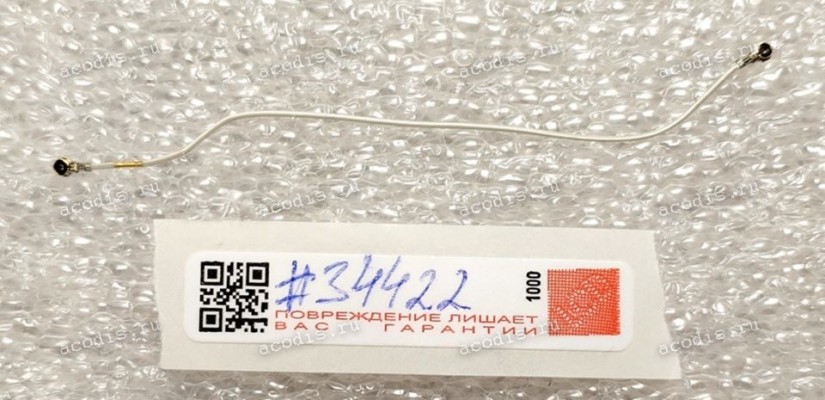 #34422
1000
ПОВРЕЖДЕНИЕ ЛИШАЕТ
ВАС ГАРАНТИИ
acodis.ru